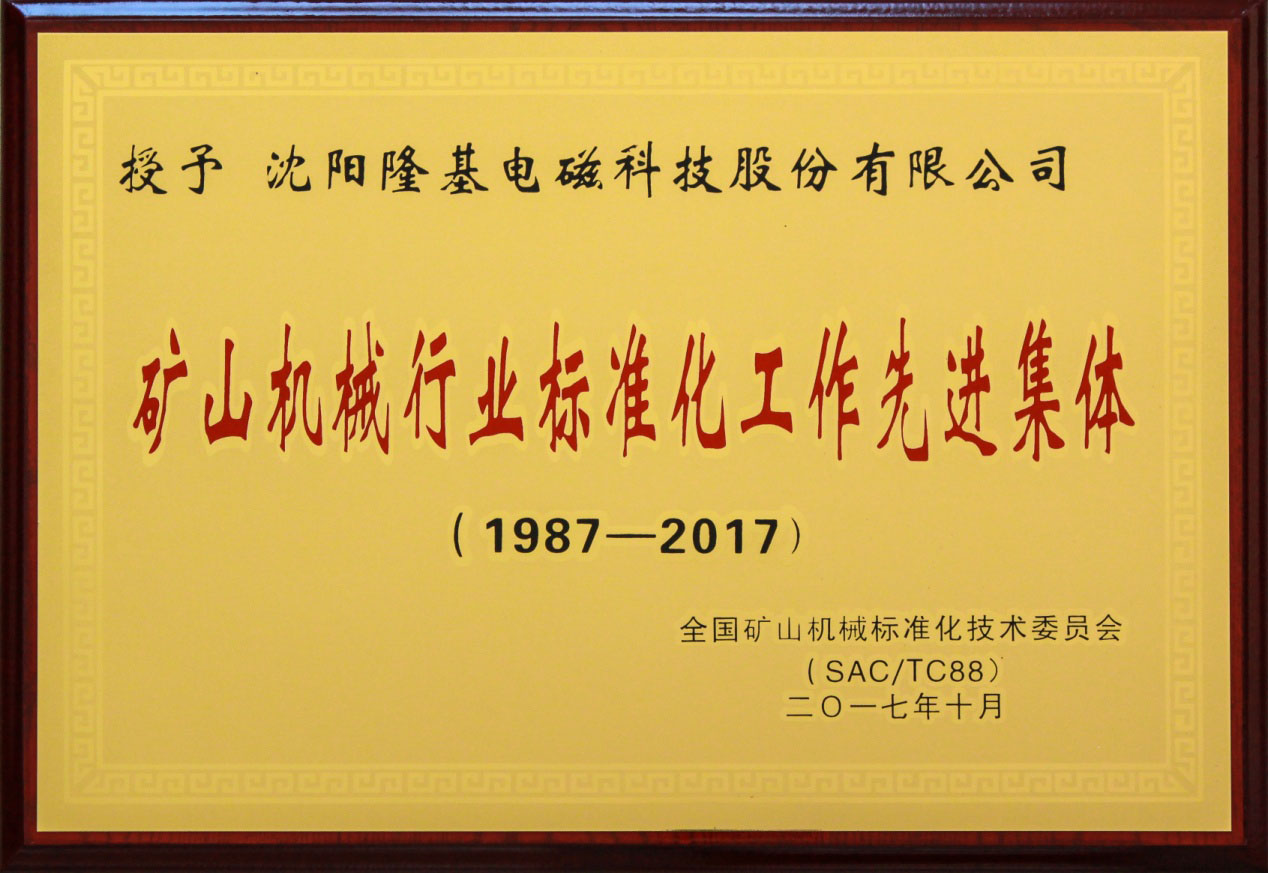 授予 沈阳隆基电磁科技股份有限公司
矿山机械行业标准化工作先进集体
(1987—2017)
全国矿山机械标准化技术委员会
(SAC/TC88)
二〇一七年十月